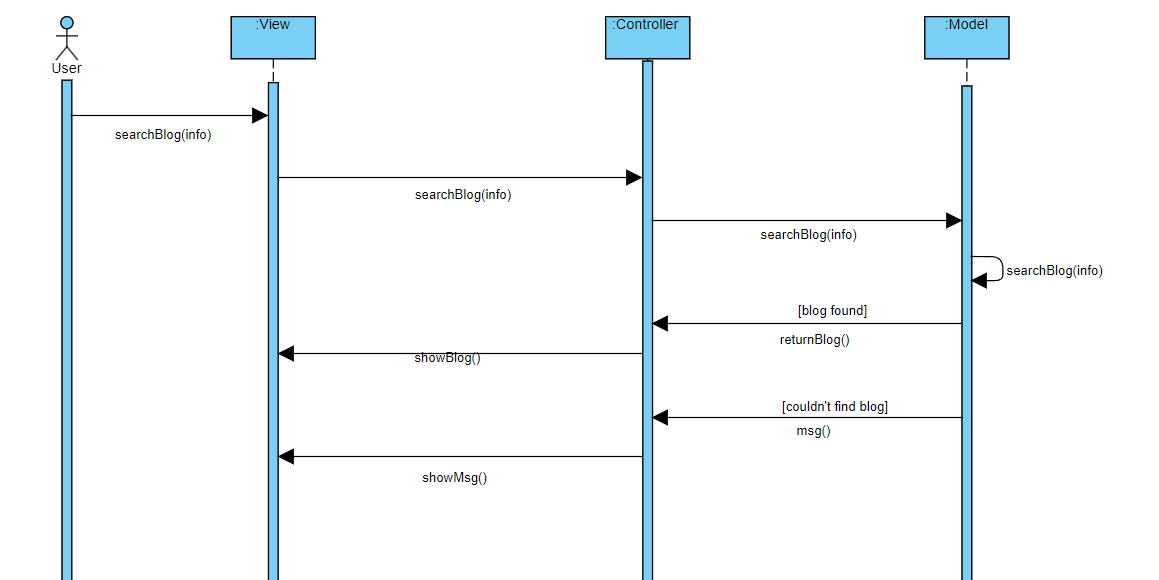 :View
:Controller
:Model
User
searchBlog(info)
searchBlog(info)
searchBlog(info)
searchBlog(info)
[blog found]
returnBlog()
showBlog()
[couldn't find blog]
msg()
showMsg()